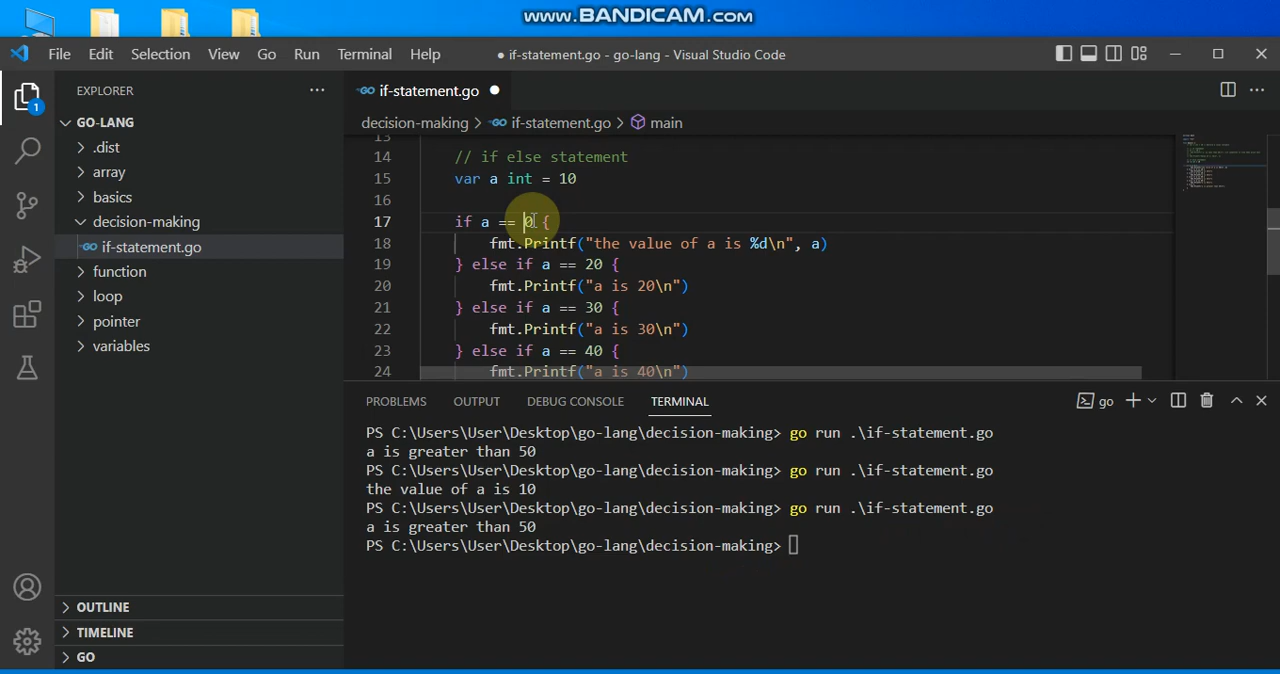 www.BANDICAM.com
File Edit Selection View Go Run Terminal Help
● if-statement.go - go-lang - Visual Studio Code
EXPLORER
if-statement.go
1
GO-LANG
decision-making > if-statement.go > main
.dist
array
basics
decision-making
if-statement.go
function
loop
pointer
variables
13
14 // if else statement
15 var a int = 10
16
17 if a == 0 {
18 fmt.Printf("the value of a is %d\n", a)
19 } else if a == 20 {
20 fmt.Printf("a is 20\n")
21 } else if a == 30 {
22 fmt.Printf("a is 30\n")
23 } else if a == 40 {
24 fmt.Printf("a is 40\n")
PROBLEMS OUTPUT DEBUG CONSOLE TERMINAL
go
PS C:\Users\User\Desktop\go-lang\decision-making> go run .\if-statement.go
a is greater than 50
PS C:\Users\User\Desktop\go-lang\decision-making> go run .\if-statement.go
the value of a is 10
PS C:\Users\User\Desktop\go-lang\decision-making> go run .\if-statement.go
a is greater than 50
PS C:\Users\User\Desktop\go-lang\decision-making>
OUTLINE
TIMELINE
GO